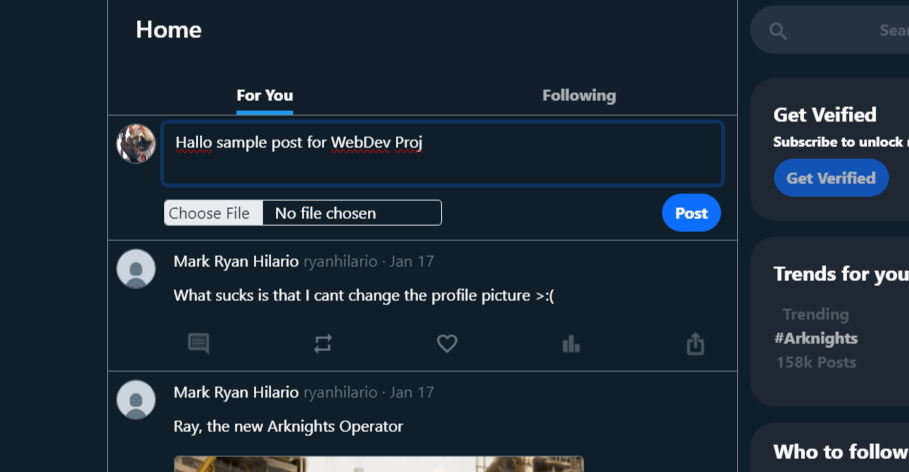 Home
For You
Following
Hallo sample post for WebDev Proj
Choose File No file chosen
Post
Mark Ryan Hilario ryanhilario · Jan 17
What sucks is that I cant change the profile picture >:(
Mark Ryan Hilario ryanhilario · Jan 17
Ray, the new Arknights Operator
Get Veified
Subscribe to unlock
Get Verified
Trends for you
Trending
#Arknights
158k Posts
Who to follow